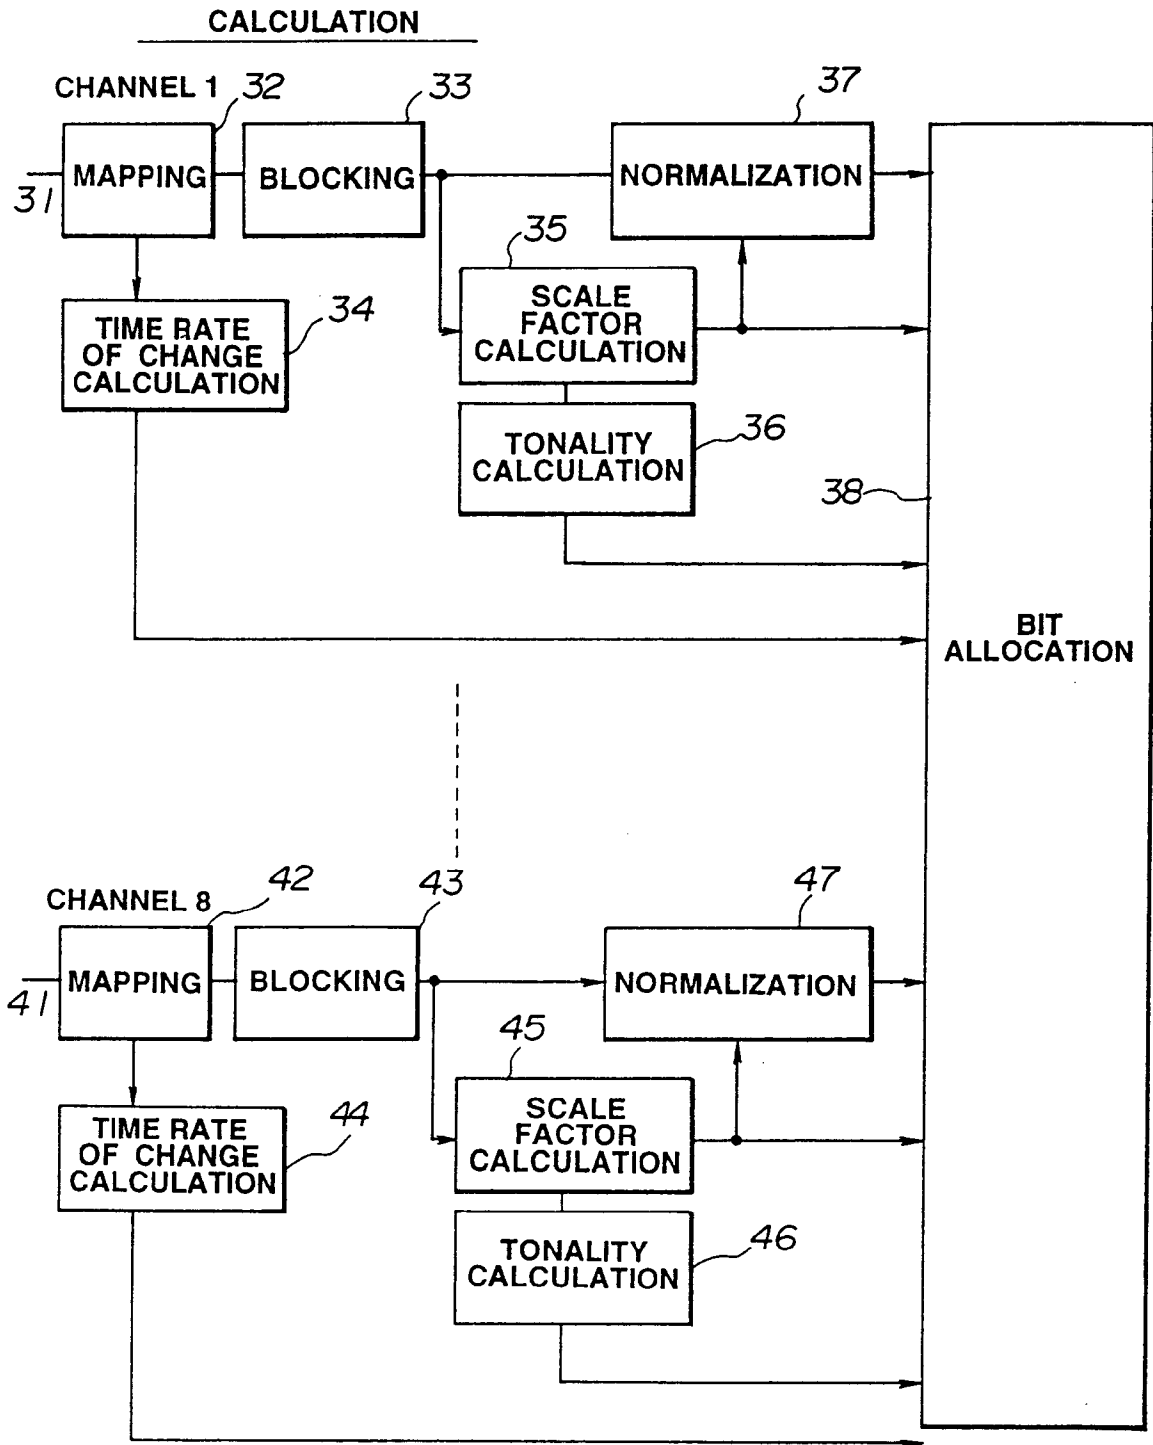 CALCULATION
CHANNEL 1
32
33
37
31
MAPPING
BLOCKING
NORMALIZATION
35
34
TIME RATE
OF CHANGE
CALCULATION
SCALE
FACTOR
CALCULATION
36
TONALITY
CALCULATION
38
BIT
ALLOCATION
CHANNEL 8
42
43
47
41
MAPPING
BLOCKING
NORMALIZATION
45
44
TIME RATE
OF CHANGE
CALCULATION
SCALE
FACTOR
CALCULATION
46
TONALITY
CALCULATION